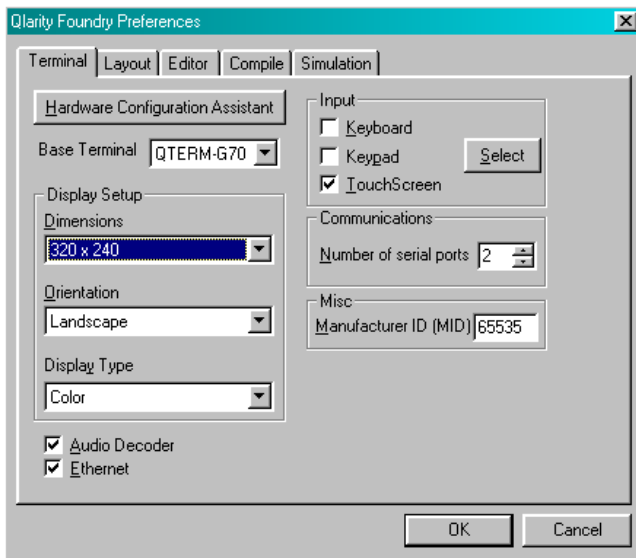 Qlarity Foundry Preferences
Terminal
Layout
Editor
Compile
Simulation
Hardware Configuration Assistant
Base Terminal
QTERM-G70
Display Setup
Dimensions
320 x 240
Orientation
Landscape
Display Type
Color
Audio Decoder
Ethernet
Input
Keyboard
Keypad
TouchScreen
Select
Communications
Number of serial ports
2
Misc
Manufacturer ID (MID)
65535
OK
Cancel